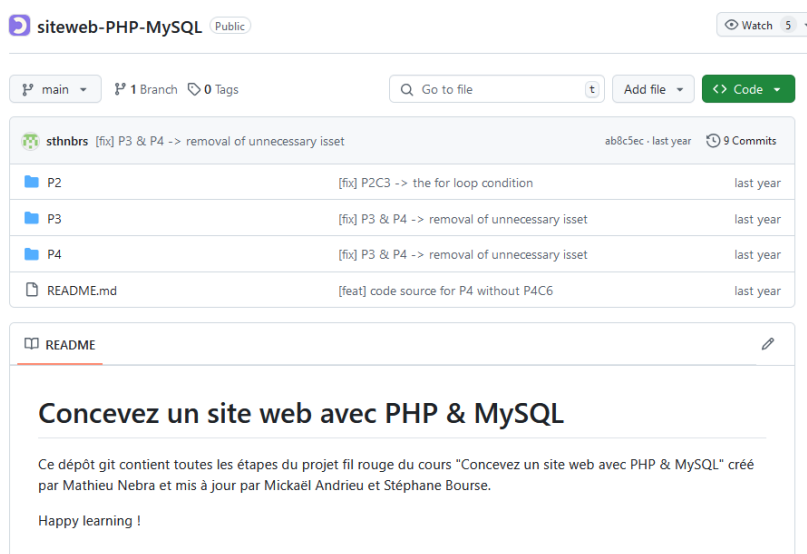 siteweb-PHP-MySQL Public Watch 5
main 1 Branch 0 Tags Go to file t Add file Code
sthnbrs [fix] P3 & P4 -> removal of unnecessary isset ab8c5ec · last year 9 Commits
P2 [fix] P2C3 -> the for loop condition last year
P3 [fix] P3 & P4 -> removal of unnecessary isset last year
P4 [fix] P3 & P4 -> removal of unnecessary isset last year
README.md [feat] code source for P4 without P4C6 last year
README
Concevez un site web avec PHP & MySQL
Ce dépôt git contient toutes les étapes du projet fil rouge du cours "Concevez un site web avec PHP & MySQL" créé
par Mathieu Nebra et mis à jour par Mickaël Andrieu et Stéphane Bourse.
Happy learning !